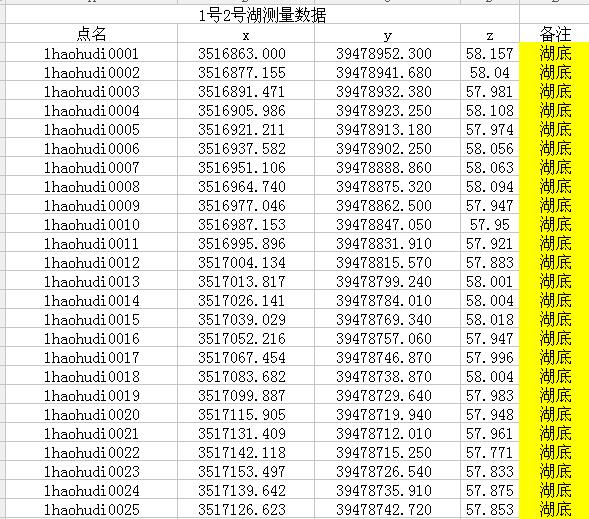 1号2号湖测量数据
点名 x y z 备注
1haohudi0001 3516863.000 39478952.300 58.157 湖底
1haohudi0002 3516877.155 39478941.680 58.04 湖底
1haohudi0003 3516891.471 39478932.380 57.981 湖底
1haohudi0004 3516905.986 39478923.250 58.108 湖底
1haohudi0005 3516921.211 39478913.180 57.974 湖底
1haohudi0006 3516937.582 39478902.250 58.056 湖底
1haohudi0007 3516951.106 39478888.860 58.063 湖底
1haohudi0008 3516964.740 39478875.320 58.094 湖底
1haohudi0009 3516977.046 39478862.500 57.947 湖底
1haohudi0010 3516987.153 39478847.050 57.95 湖底
1haohudi0011 3516995.896 39478831.910 57.921 湖底
1haohudi0012 3517004.134 39478815.570 57.883 湖底
1haohudi0013 3517013.817 39478799.240 58.001 湖底
1haohudi0014 3517026.141 39478784.010 58.004 湖底
1haohudi0015 3517039.029 39478769.340 58.018 湖底
1haohudi0016 3517052.216 39478757.060 57.947 湖底
1haohudi0017 3517067.454 39478746.870 57.996 湖底
1haohudi0018 3517083.682 39478738.870 58.004 湖底
1haohudi0019 3517099.887 39478729.640 57.983 湖底
1haohudi0020 3517115.905 39478719.940 57.948 湖底
1haohudi0021 3517131.409 39478712.010 57.961 湖底
1haohudi0022 3517142.118 39478715.250 57.771 湖底
1haohudi0023 3517153.497 39478726.540 57.833 湖底
1haohudi0024 3517139.642 39478735.910 57.875 湖底
1haohudi0025 3517126.623 39478742.720 57.853 湖底